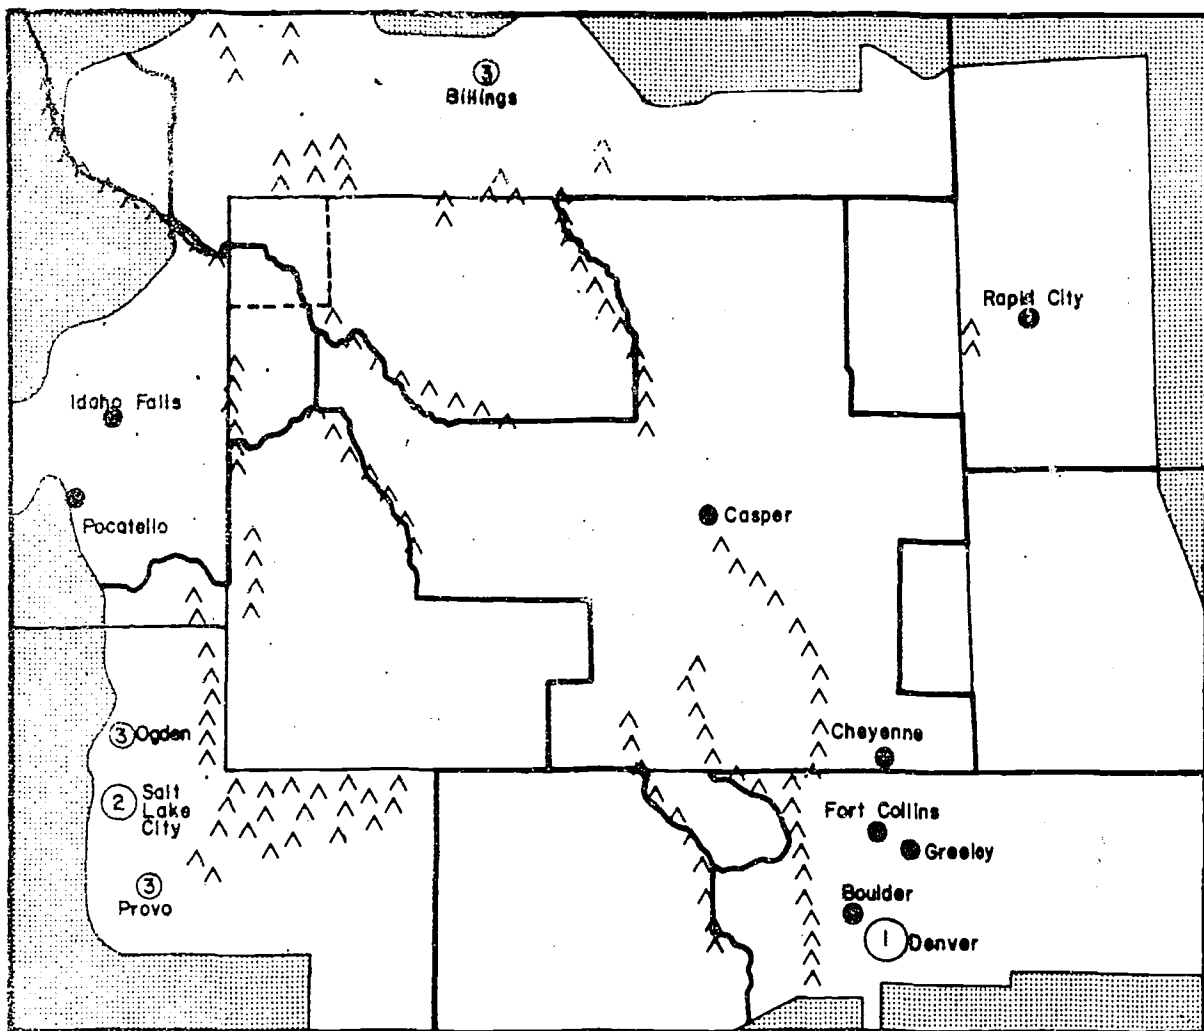 3
Billings
Rapid City
Idaho Falls
Pocatello
Casper
3 Ogden
Cheyenne
2 Salt
Lake
City
Fort Collins
Greeley
3
Provo
Boulder
1 Denver